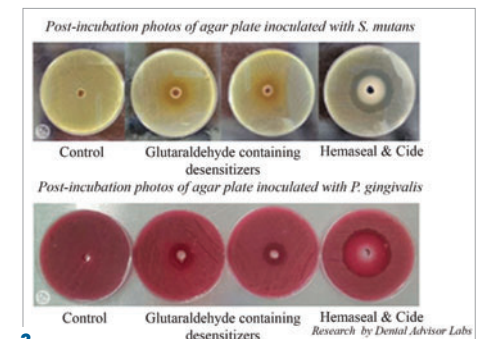 Post-incubation photos of agar plate inoculated with S. mutans
Control
Glutaraldehyde containing
desensitizers
Hemaseal & Cide
Post-incubation photos of agar plate inoculated with P. gingivalis
Control
Glutaraldehyde containing
desensitizers
Hemaseal & Cide
Research by Dental Advisor Labs